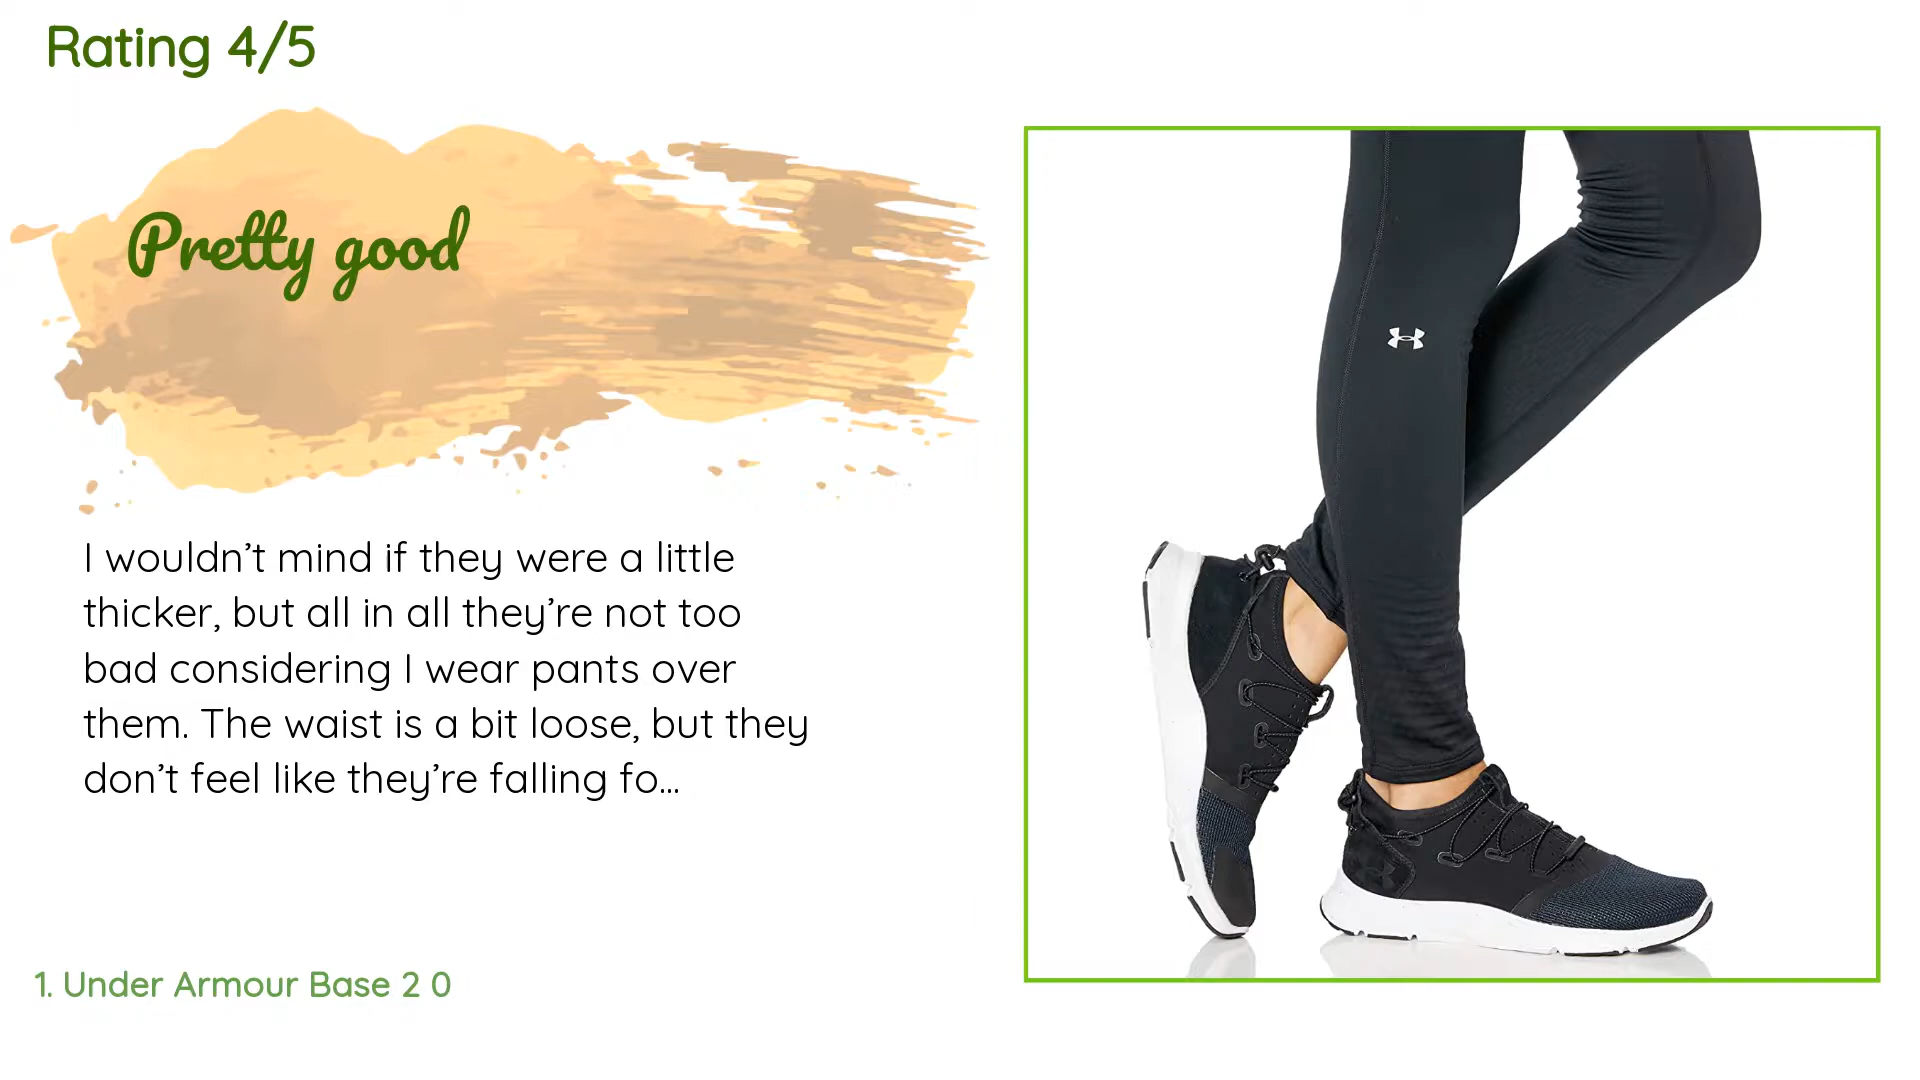 Rating 4/5
Pretty good
I wouldn’t mind if they were a little
thicker, but all in all they’re not too
bad considering I wear pants over
them. The waist is a bit loose, but they
don’t feel like they’re falling fo...
1. Under Armour Base 2 0